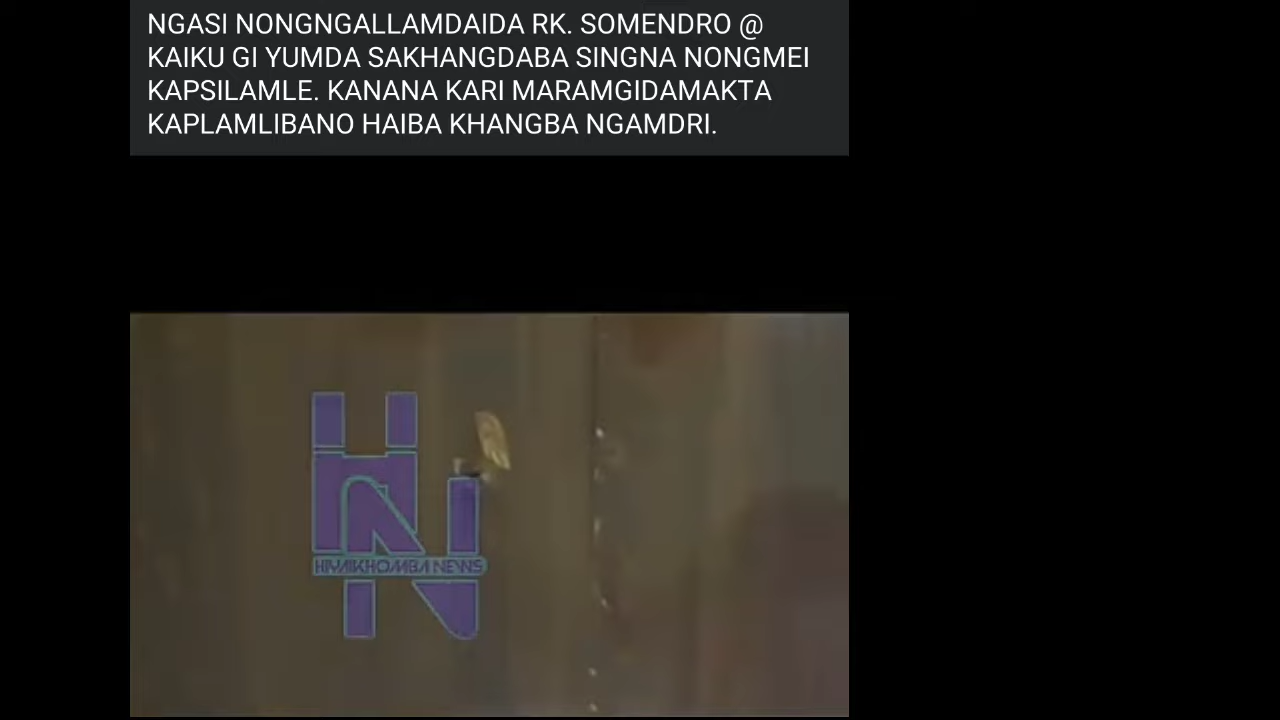 NGASI NONGNGALLAMDAIDA RK. SOMENDRO @
KAIKU GI YUMDA SAKHANGDABA SINGNA NONGMEI
KAPSILAMLE. KANANA KARI MARAMGIDAMAKTA
KAPLAMLIBANO HAIBA KHANGBA NGAMDRI.
HN
HIYAIKHOMBA NEWS